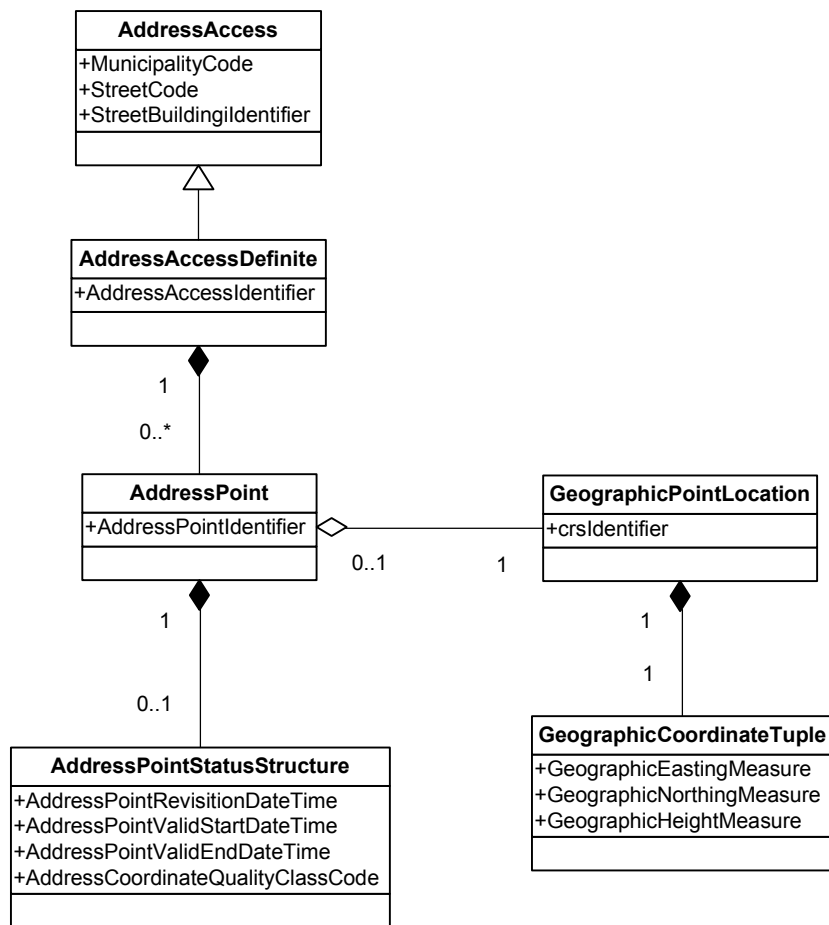 AddressAccess
+MunicipalityCode
+StreetCode
+StreetBuildingiIdentifier
AddressAccessDefinite
+AddressAccessIdentifier
1
0..*
AddressPoint
+AddressPointIdentifier
0..1
1
GeographicPointLocation
+crsIdentifier
1
0..1
1
1
AddressPointStatusStructure
+AddressPointRevisitionDateTime
+AddressPointValidStartDateTime
+AddressPointValidEndDateTime
+AddressCoordinateQualityClassCode
GeographicCoordinateTuple
+GeographicEastingMeasure
+GeographicNorthingMeasure
+GeographicHeightMeasure